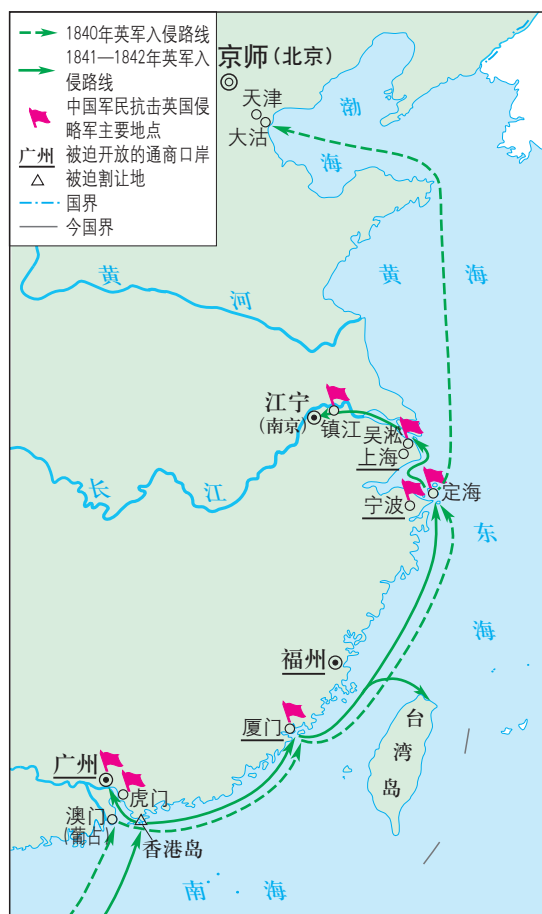 1840年英军入侵路线
1841—1842年英军入
侵路线
中国军民抗击英国侵
略军主要地点
广州 被迫开放的通商口岸
被迫割让地
国界
今国界
京师(北京)
天津
大沽
渤
海
黄
河
黄
海
江宁
(南京)
镇江
吴淞
上海
长
江
宁波
定海
东
海
福州
厦门
台
湾
岛
广州
虎门
澳门
(葡占)
香港岛
南
海